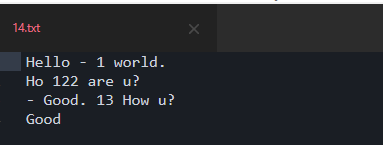 14.txt
Hello - 1 world.
Ho 122 are u?
- Good. 13 How u?
Good